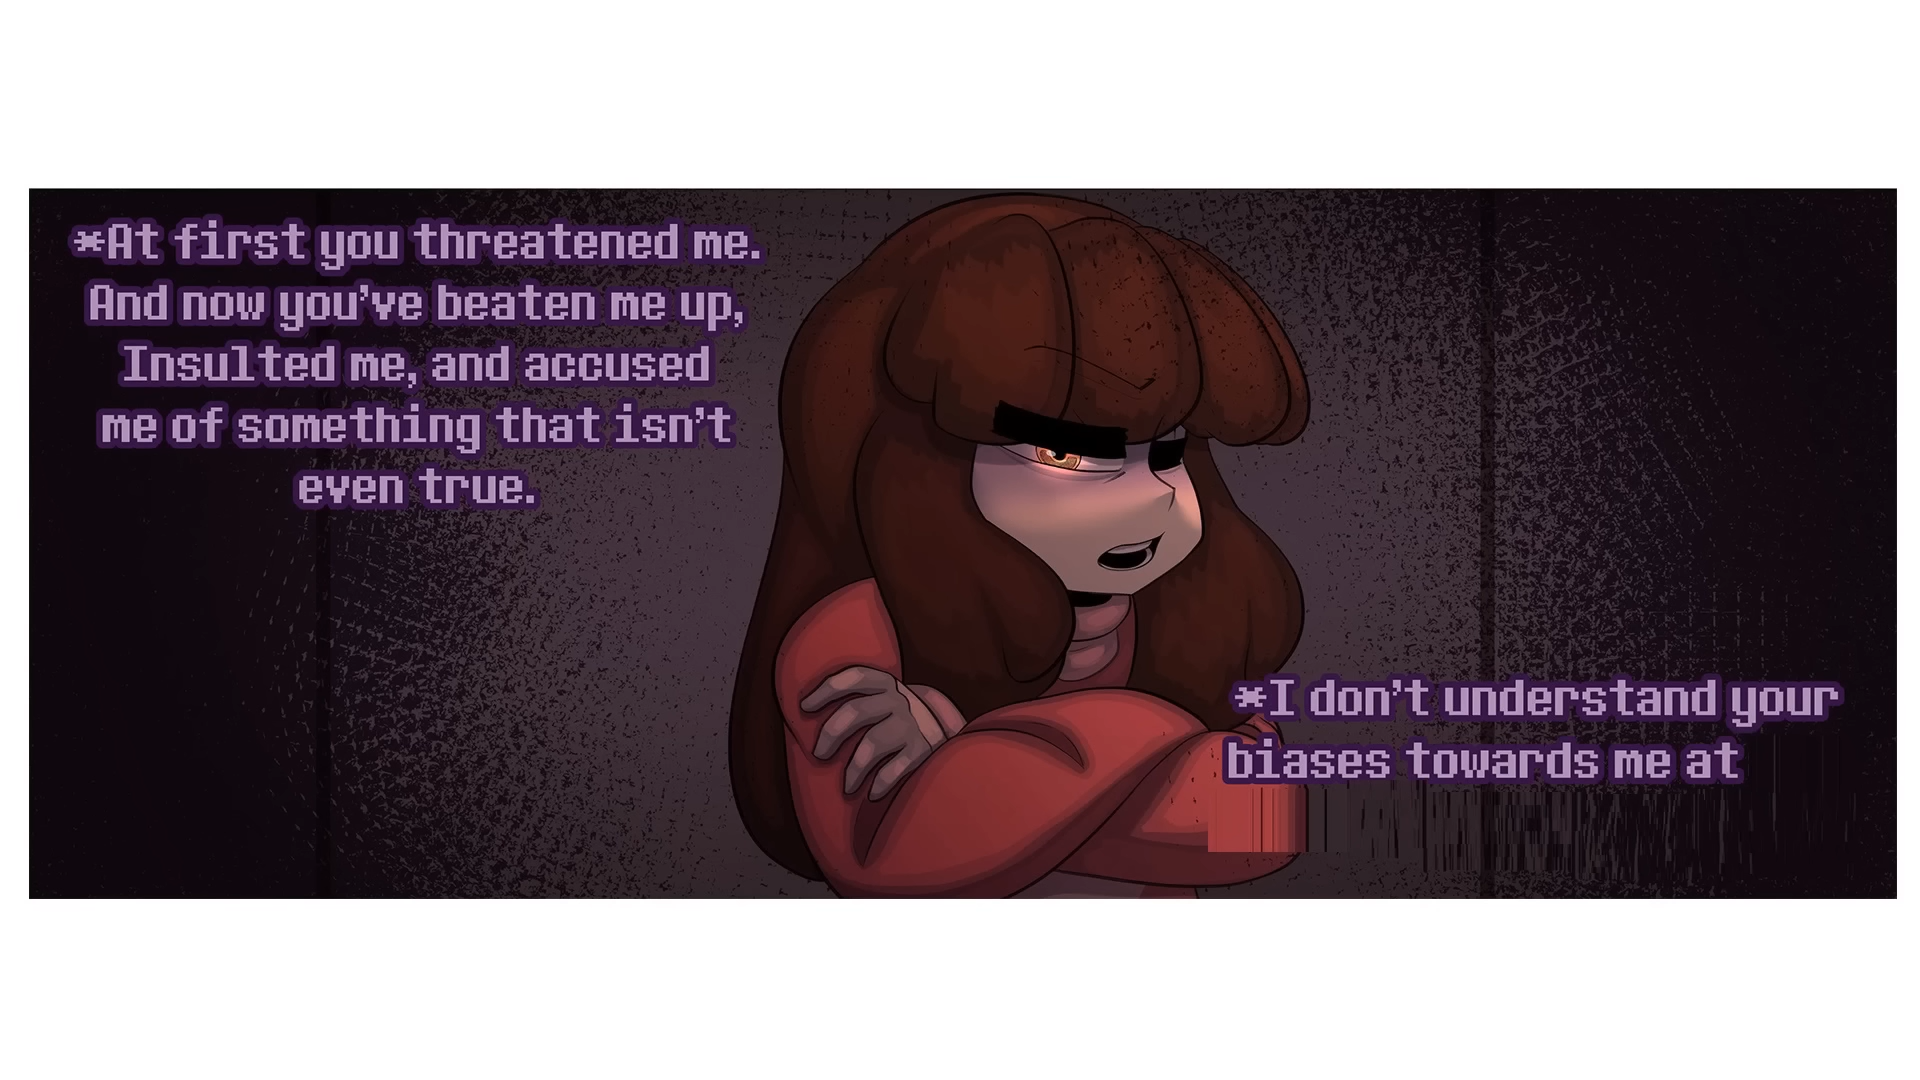 *At first you threatened me.
And now you've beaten me up,
Insulted me, and accused
me of something that isn't
even true.
*I don't understand your
biases towards me at